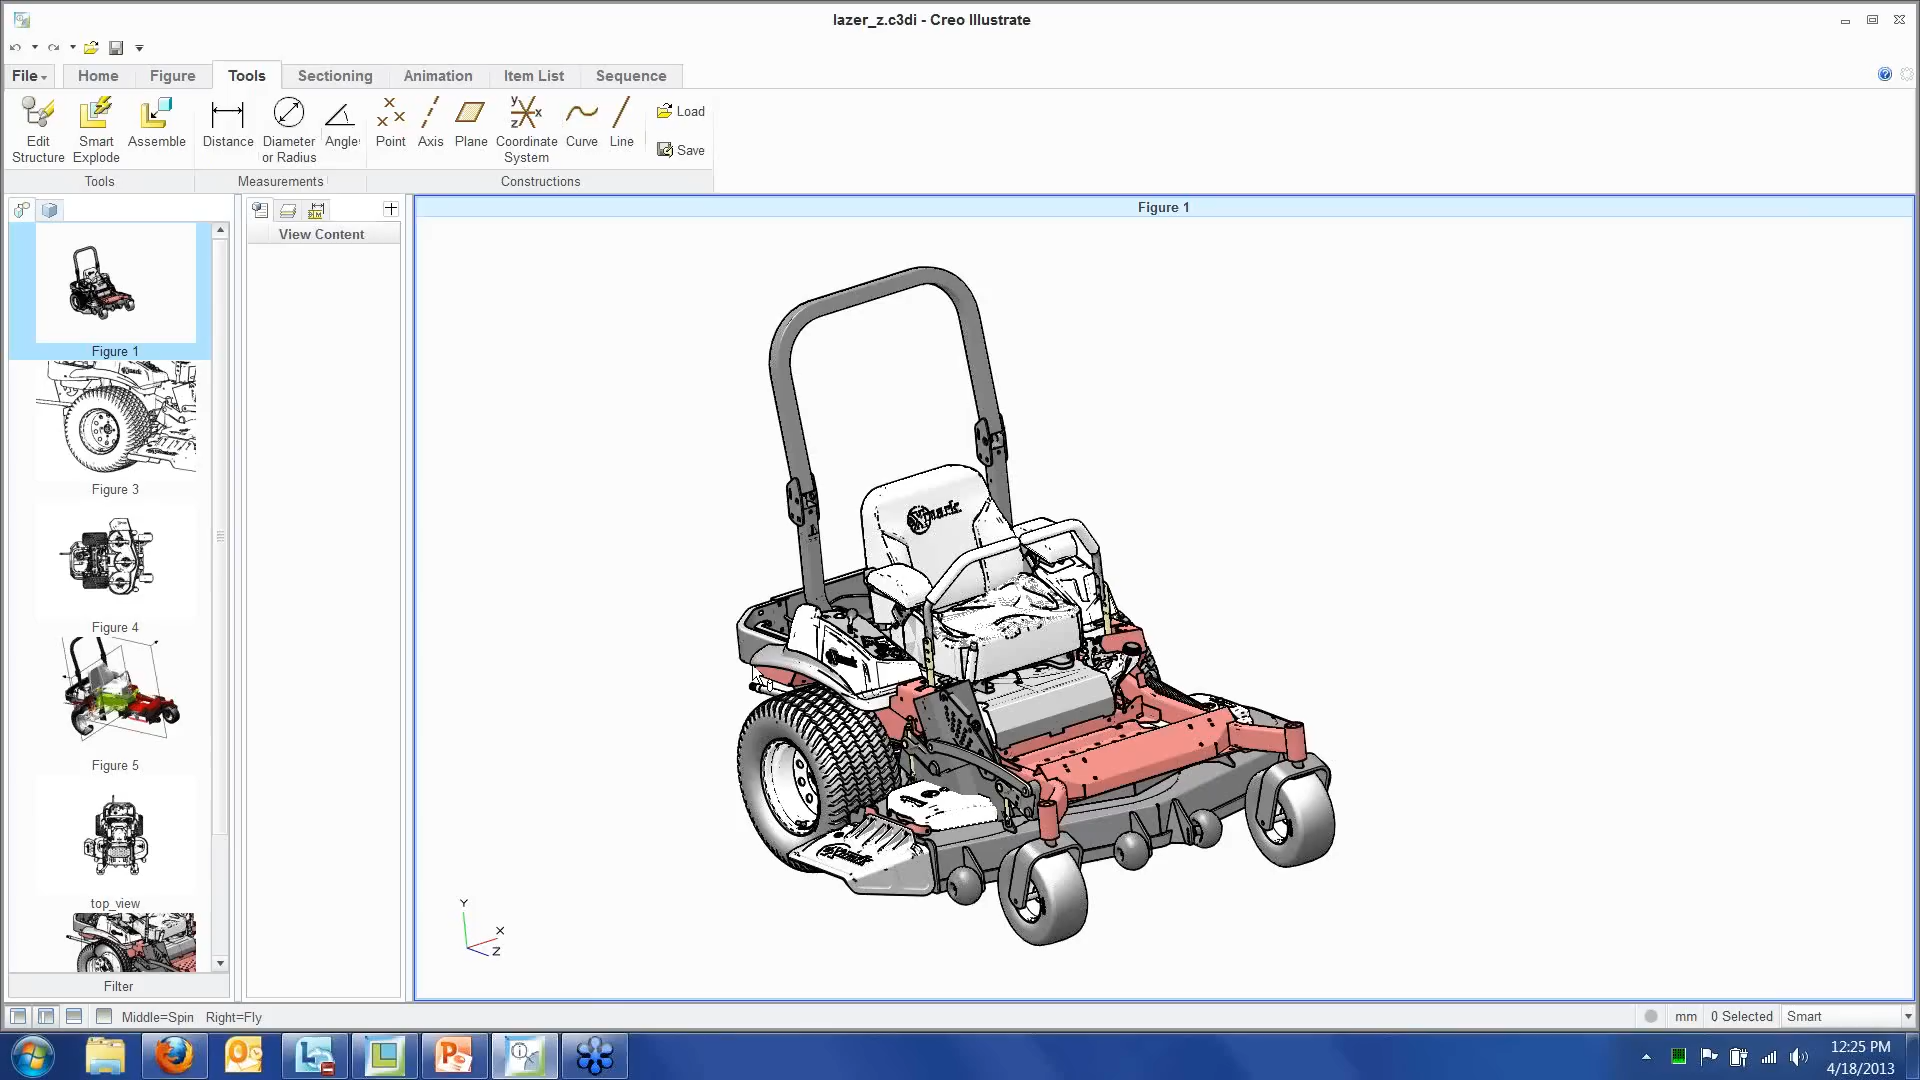 lazer_z.c3di - Creo Illustrate
File
Home
Figure
Tools
Sectioning
Animation
Item List
Sequence
Edit
Structure
Smart
Explode
Assemble
Distance
Diameter
or Radius
Angle
Point
Axis
Plane
Coordinate
System
Curve
Line
Load
Save
Tools
Measurements
Constructions
View Content
Figure 1
Figure 1
Figure 3
Figure 4
Figure 5
top_view
Filter
Y
X
Z
Middle=Spin Right=Fly
mm
0 Selected
Smart
12:25 PM
4/18/2013